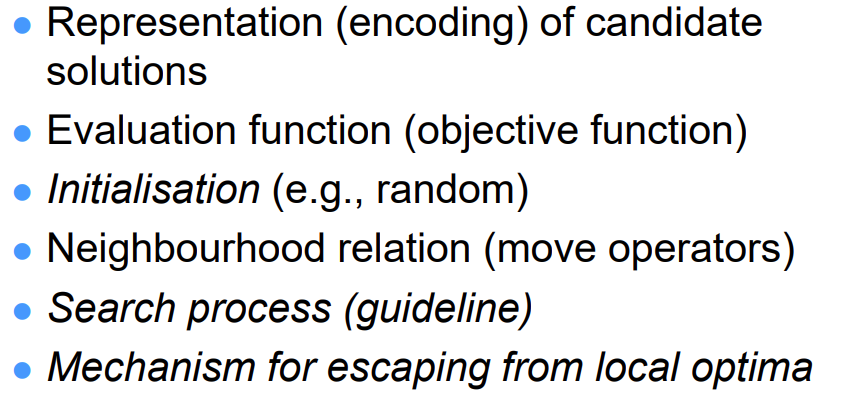 Representation (encoding) of candidate
solutions
Evaluation function (objective function)
Initialisation (e.g., random)
Neighbourhood relation (move operators)
Search process (guideline)
Mechanism for escaping from local optima